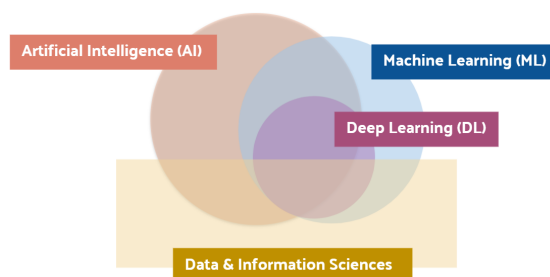 Artificial Intelligence (AI)
Machine Learning (ML)
Deep Learning (DL)
Data & Information Sciences